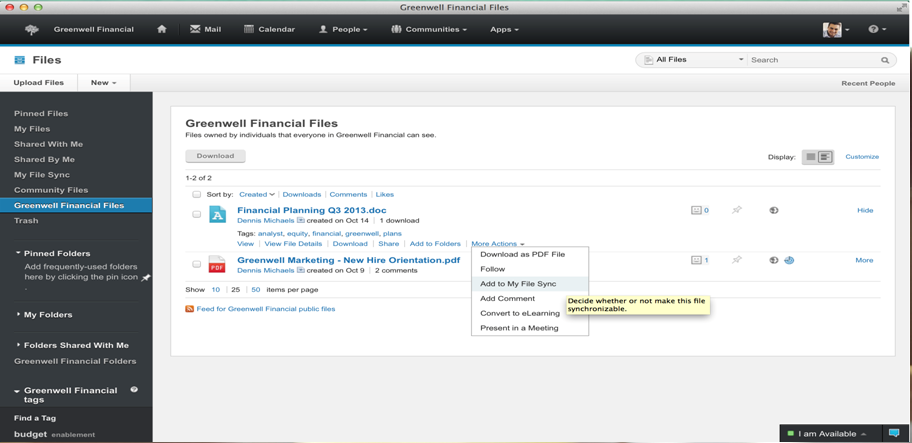 Greenwell Financial Files
Greenwell Financial Mail Calendar People Communities Apps ?
Files All Files Search
Upload Files New Recent People
Pinned Files
My Files
Shared With Me
Shared By Me
My File Sync
Community Files
Greenwell Financial Files
Trash
Pinned Folders
Add frequently-used folders
here by clicking the pin icon
.
My Folders
Folders Shared With Me
Greenwell Financial Folders
Greenwell Financial ?
tags
Find a Tag
budget enablement
Greenwell Financial Files
Files owned by individuals that everyone in Greenwell Financial can see.
Download Display: Customize
1-2 of 2
Sort by: Created Downloads Comments Likes
Financial Planning Q3 2013.doc 0 Hide
Dennis Michaels created on Oct 14 1 download
Tags: analyst, equity, financial, greenwell, plans
View View File Details Download Share Add to Folders More Actions
PDF Greenwell Marketing - New Hire Orientation.pdf 1 More
Dennis Michaels created on Oct 9 2 comments
Show 10 25 50 items per page
Feed for Greenwell Financial public files
Download as PDF File
Follow
Add to My File Sync
Add Comment
Convert to eLearning
Present in a Meeting
Decide whether or not make this file
synchronizable.
I am Available